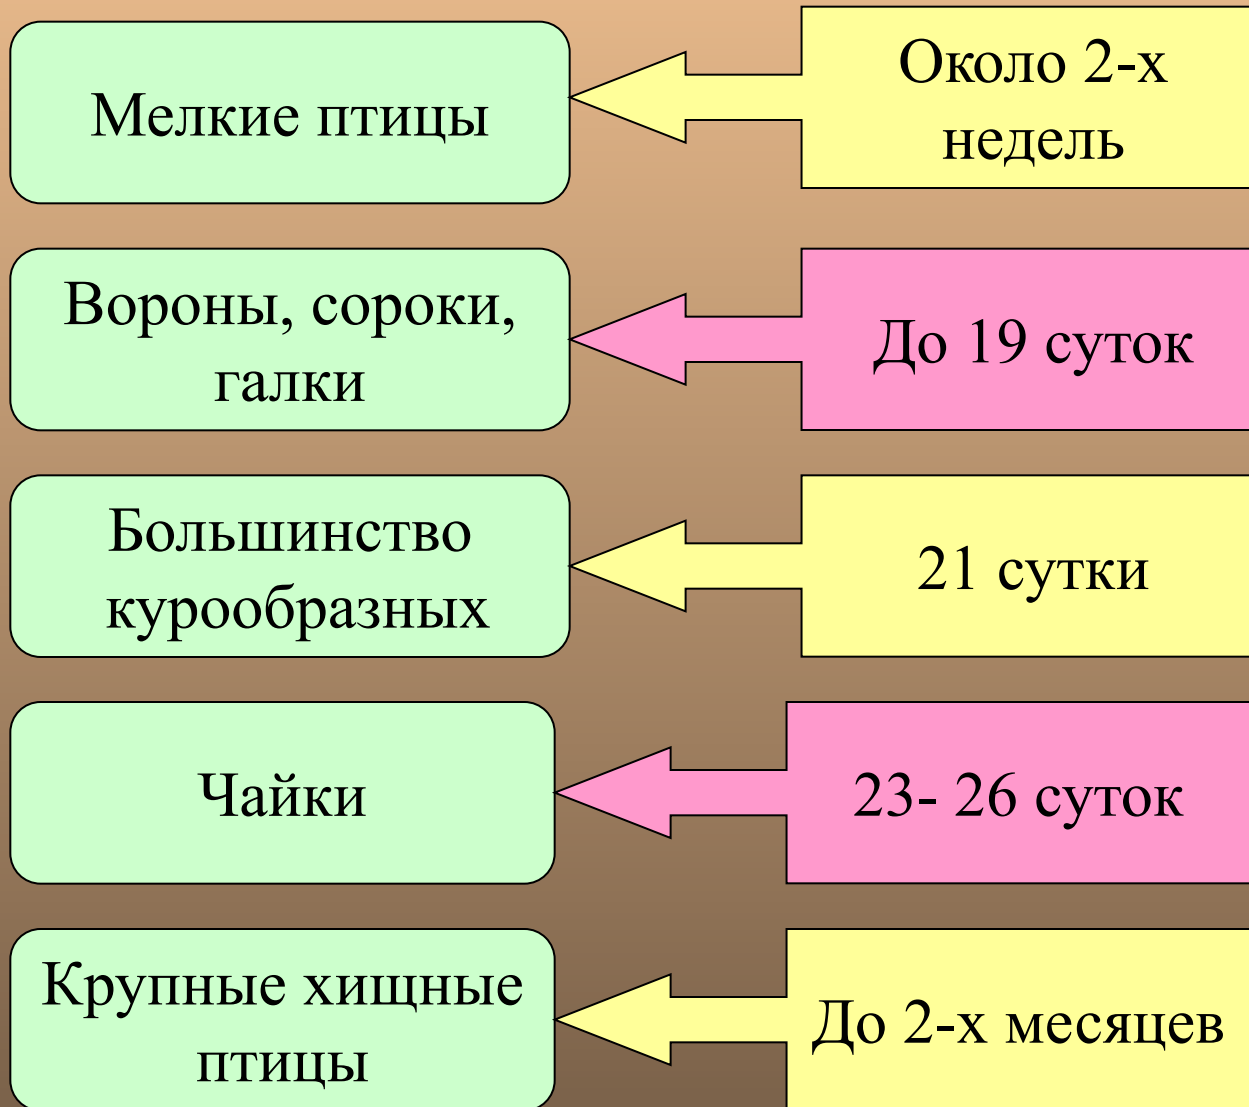 Мелкие птицы
Около 2-х
недель
Вороны, сороки,
галки
До 19 суток
Большинство
курообразных
21 сутки
Чайки
23- 26 суток
Крупные хищные
птицы
До 2-х месяцев